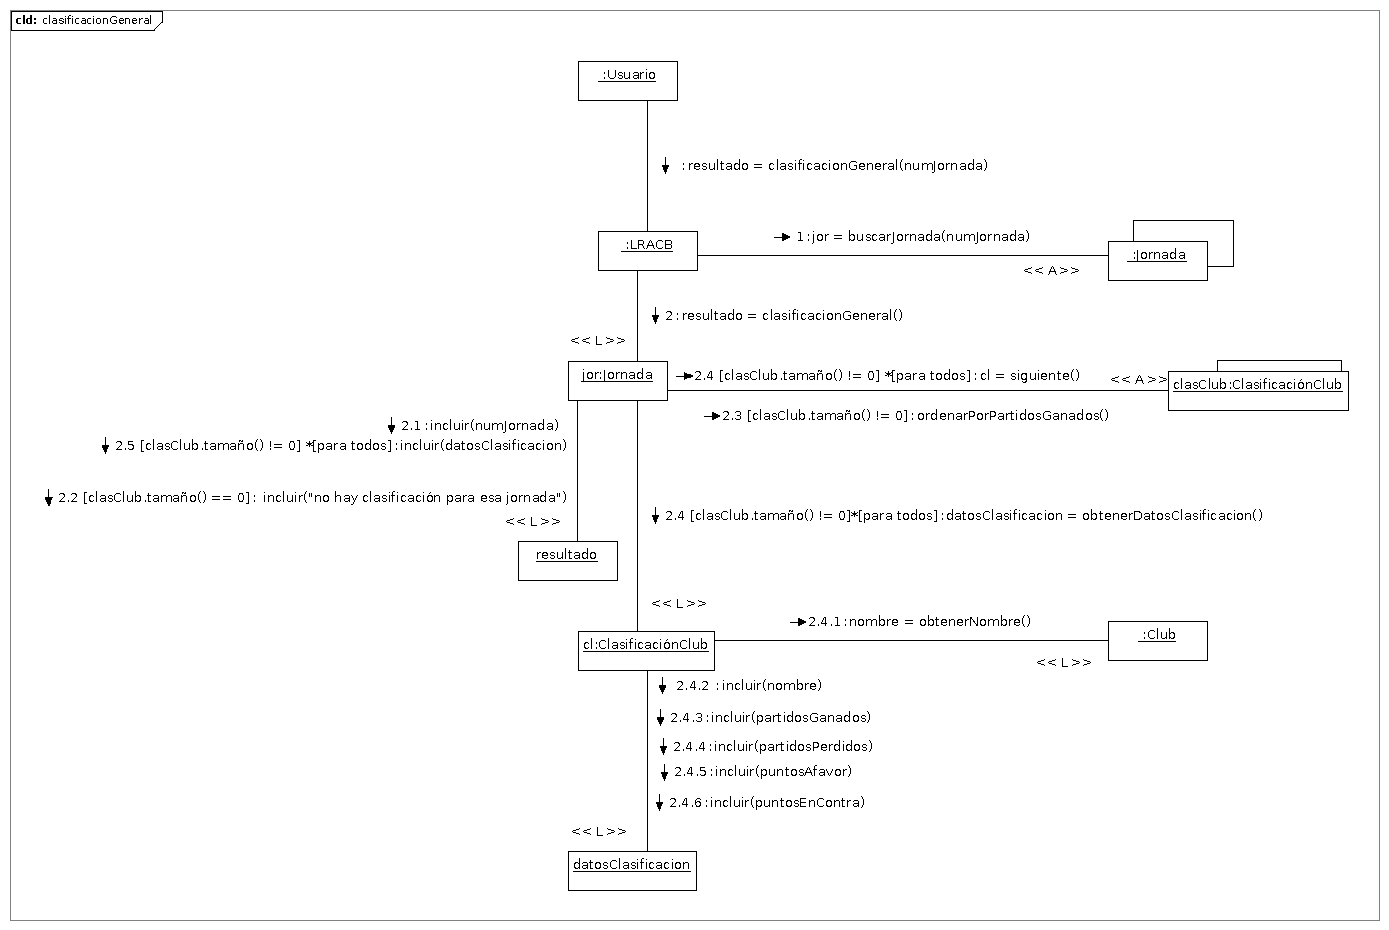 cld: clasificacionGeneral
:Usuario
:resultado = clasificacionGeneral(numJornada)
:LRACB
1:jor = buscarJornada(numJornada)
:Jornada
<< A >>
2:resultado = clasificacionGeneral()
<< L >>
jor:Jornada
2.4 [clasClub.tamaño() != 0] *[para todos]:cl = siguiente()
<< A >>
clasClub:ClasificaciónClub
2.3 [clasClub.tamaño() != 0]:ordenarPorPartidosGanados()
2.1 :incluir(numJornada)
2.5 [clasClub.tamaño() != 0] *[para todos]:incluir(datosClasificacion)
2.2 [clasClub.tamaño() == 0]: incluir("no hay clasificación para esa jornada")
<< L >>
2.4 [clasClub.tamaño() != 0]*[para todos]:datosClasificacion = obtenerDatosClasificacion()
resultado
<< L >>
2.4.1:nombre = obtenerNombre()
:Club
cl:ClasificaciónClub
<< L >>
2.4.2 :incluir(nombre)
2.4.3:incluir(partidosGanados)
2.4.4:incluir(partidosPerdidos)
2.4.5:incluir(puntosAfavor)
2.4.6:incluir(puntosEnContra)
<< L >>
datosClasificacion